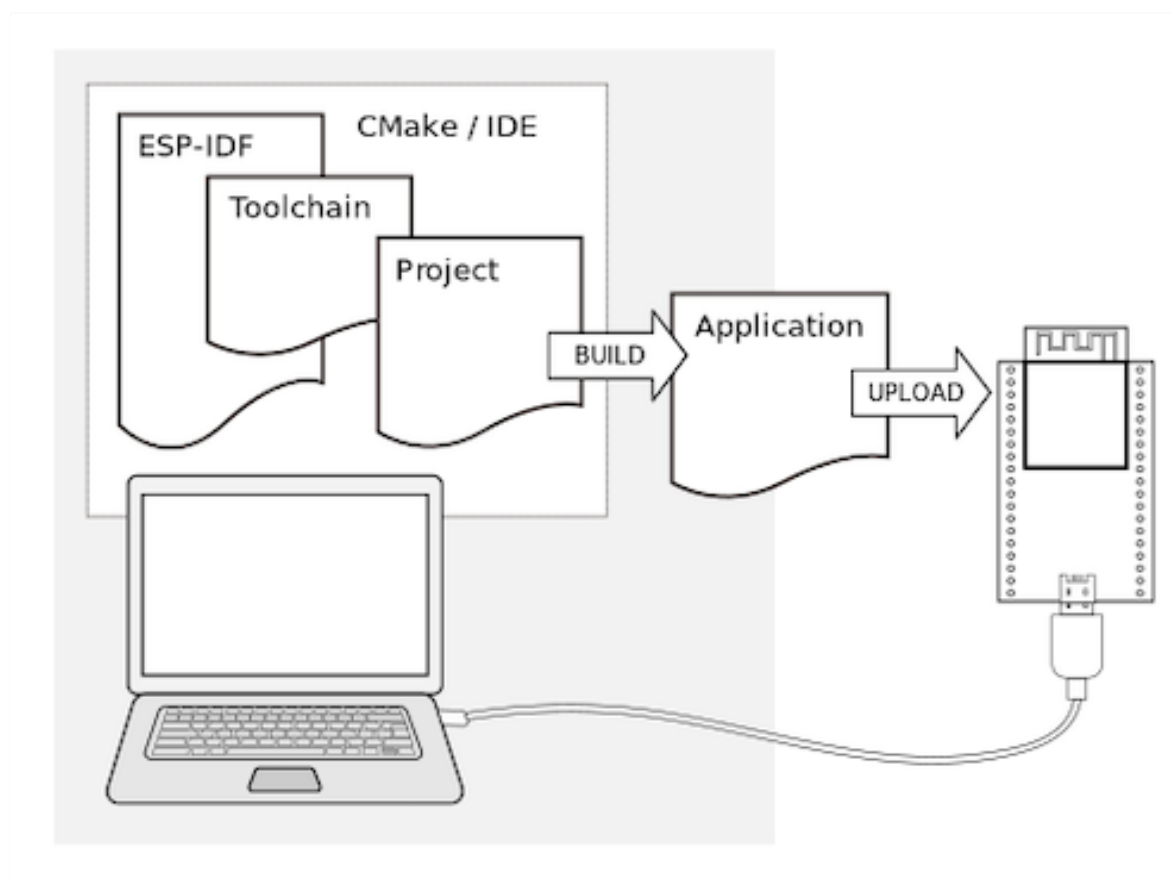 CMake / IDE
ESP-IDF
Toolchain
Project
BUILD
Application
UPLOAD